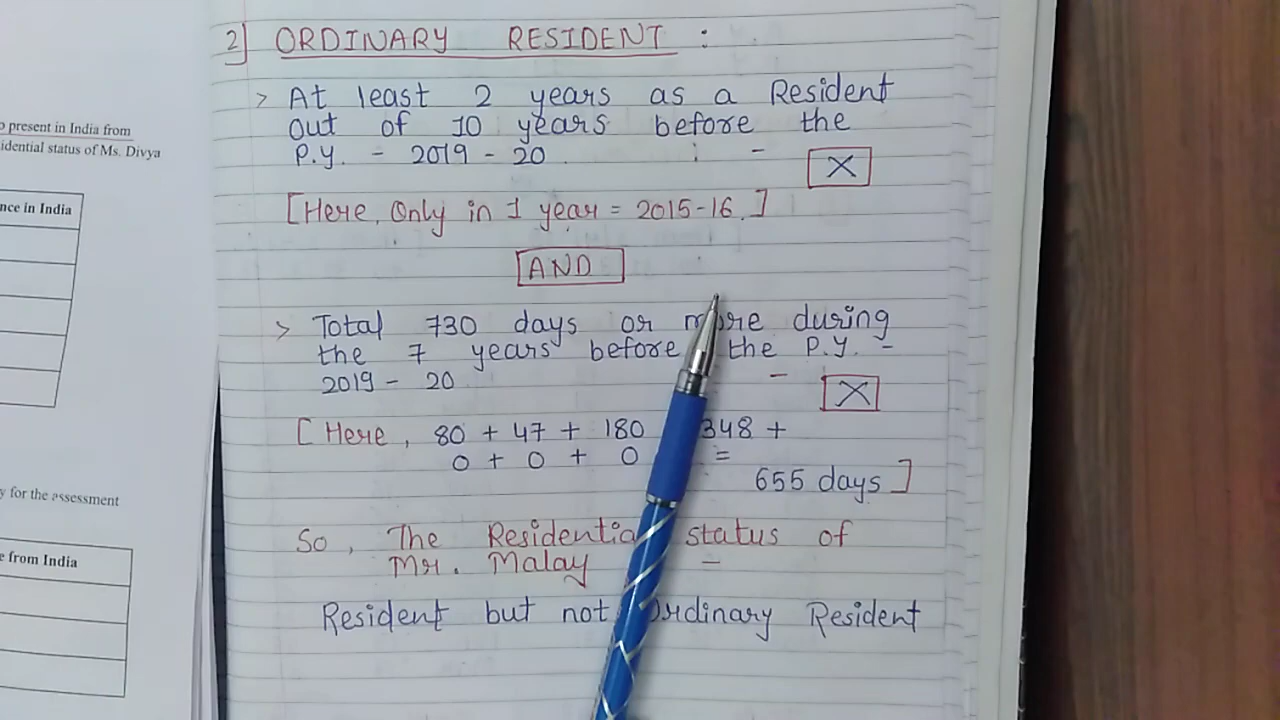 o present in India from
idential status of Ms. Divya
nce in India
y for the assessment
e from India
2] ORDINARY RESIDENT :
> At least 2 years as a Resident
out of 10 years before the
P.Y. - 2019 - 20 -
X
[Here, Only in 1 year = 2015-16.]
AND
> Total 730 days or more during
the 7 years before the P.Y. -
2019 - 20 -
X
[Here, 80 + 47 + 180 348 +
0 + 0 + 0 =
655 days]
So, The Residential status of
Mr. Malay -
Resident but not Ordinary Resident